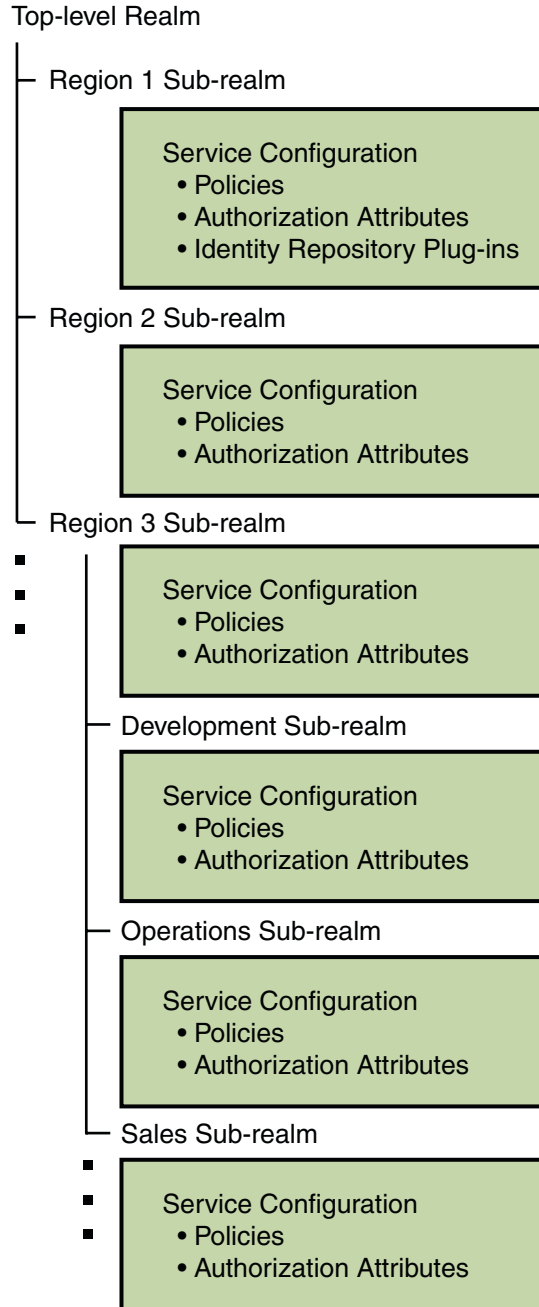 Top-level Realm
Region 1 Sub-realm
Service Configuration
• Policies
• Authorization Attributes
• Identity Repository Plug-ins
Region 2 Sub-realm
Service Configuration
• Policies
• Authorization Attributes
Region 3 Sub-realm
Service Configuration
• Policies
• Authorization Attributes
Development Sub-realm
Service Configuration
• Policies
• Authorization Attributes
Operations Sub-realm
Service Configuration
• Policies
• Authorization Attributes
Sales Sub-realm
Service Configuration
• Policies
• Authorization Attributes